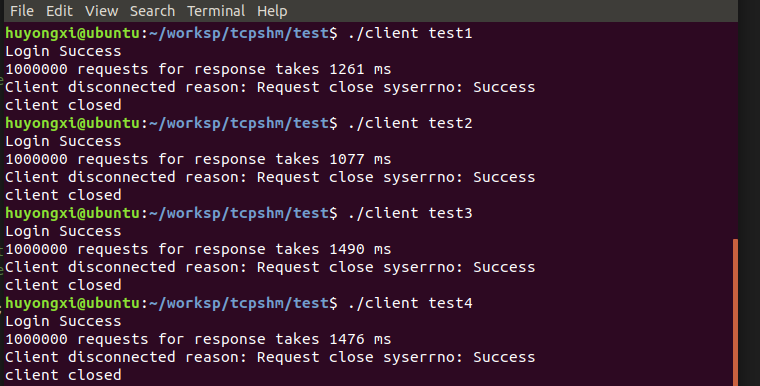 File Edit View Search Terminal Help
huyongxi@ubuntu:~/worksp/tcpshm/test$ ./client test1
Login Success
1000000 requests for response takes 1261 ms
Client disconnected reason: Request close syserrno: Success
client closed
huyongxi@ubuntu:~/worksp/tcpshm/test$ ./client test2
Login Success
1000000 requests for response takes 1077 ms
Client disconnected reason: Request close syserrno: Success
client closed
huyongxi@ubuntu:~/worksp/tcpshm/test$ ./client test3
Login Success
1000000 requests for response takes 1490 ms
Client disconnected reason: Request close syserrno: Success
client closed
huyongxi@ubuntu:~/worksp/tcpshm/test$ ./client test4
Login Success
1000000 requests for response takes 1476 ms
Client disconnected reason: Request close syserrno: Success
client closed